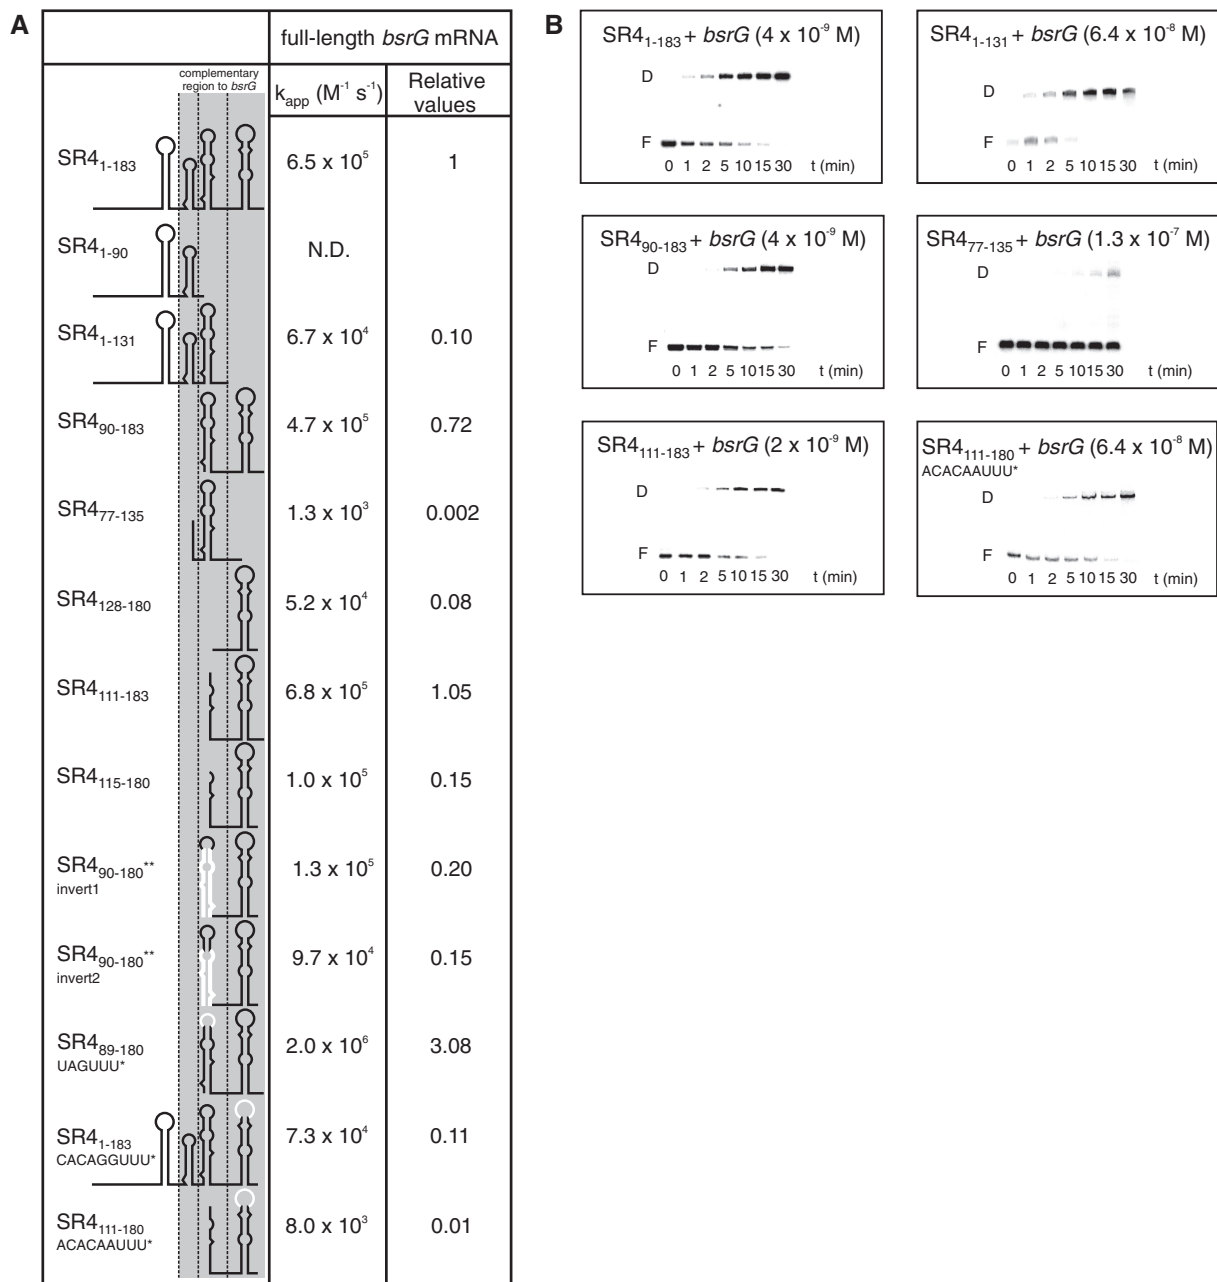 A
full-length bsrG mRNA
complementary
region to bsrG
k_app (M⁻¹ s⁻¹)
Relative
values
SR4₁₋₁₈₃ 6.5 x 10⁵ 1
SR4₁₋₉₀ N.D.
SR4₁₋₁₃₁ 6.7 x 10⁴ 0.10
SR4₉₀₋₁₈₃ 4.7 x 10⁵ 0.72
SR4₇₇₋₁₃₅ 1.3 x 10³ 0.002
SR4₁₂₈₋₁₈₀ 5.2 x 10⁴ 0.08
SR4₁₁₁₋₁₈₃ 6.8 x 10⁵ 1.05
SR4₁₁₅₋₁₈₀ 1.0 x 10⁵ 0.15
SR4₉₀₋₁₈₀** 1.3 x 10⁵ 0.20
invert1
SR4₉₀₋₁₈₀** 9.7 x 10⁴ 0.15
invert2
SR4₈₉₋₁₈₀ 2.0 x 10⁶ 3.08
UAGUUU*
SR4₁₋₁₈₃ 7.3 x 10⁴ 0.11
CACAGGUUU*
SR4₁₁₁₋₁₈₀ 8.0 x 10³ 0.01
ACACAAUUU*
B
SR4₁₋₁₈₃ + bsrG (4 x 10⁻⁹ M)
D
F
0 1 2 5 10 15 30 t (min)
SR4₁₋₁₃₁ + bsrG (6.4 x 10⁻⁸ M)
D
F
0 1 2 5 10 15 30 t (min)
SR4₉₀₋₁₈₃ + bsrG (4 x 10⁻⁹ M)
D
F
0 1 2 5 10 15 30 t (min)
SR4₇₇₋₁₃₅ + bsrG (1.3 x 10⁻⁷ M)
D
F
0 1 2 5 10 15 30 t (min)
SR4₁₁₁₋₁₈₃ + bsrG (2 x 10⁻⁹ M)
D
F
0 1 2 5 10 15 30 t (min)
SR4₁₁₁₋₁₈₀ + bsrG (6.4 x 10⁻⁸ M)
ACACAAUUU*
D
F
0 1 2 5 10 15 30 t (min)